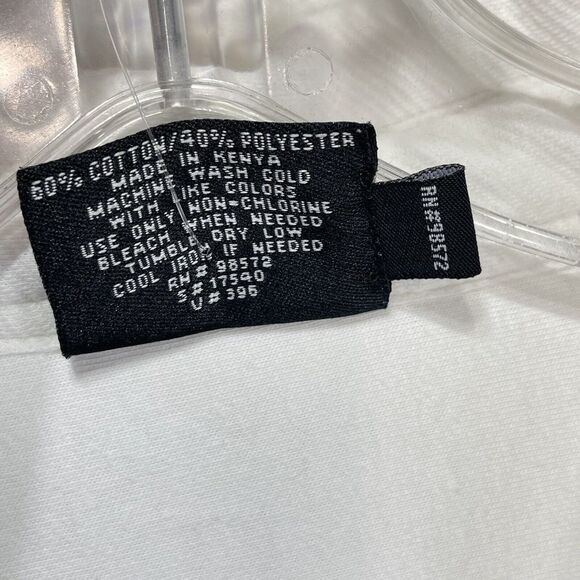 60% COTTON/40% POLYESTER
MADE IN KENYA
MACHINE WASH COLD
WITH LIKE COLORS
USE ONLY NON-CHLORINE
BLEACH WHEN NEEDED
TUMBLE DRY LOW
COOL IRON IF NEEDED
RN# 98572
S# 17540
V# 395
RN#98572